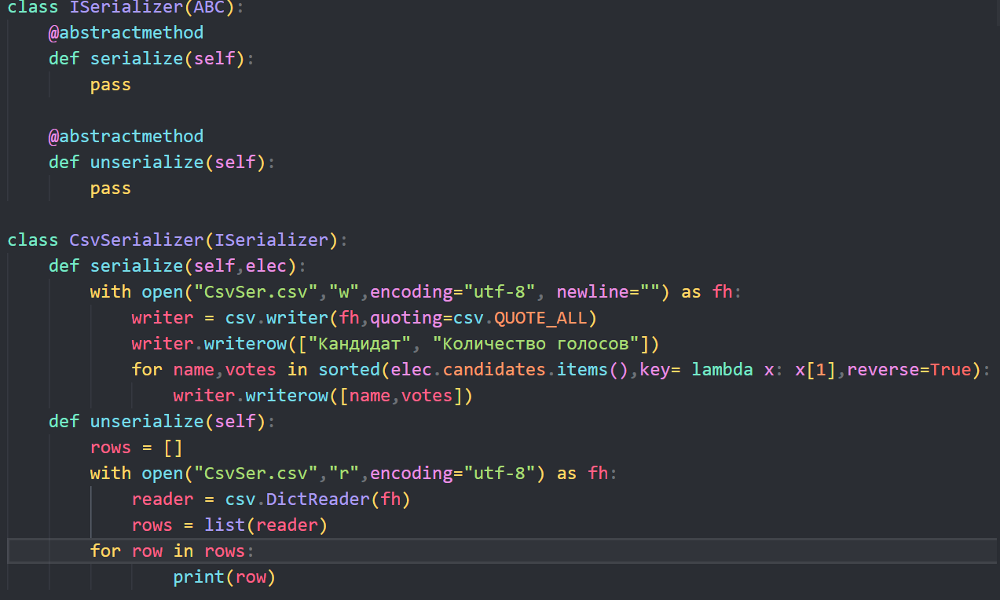 class ISerializer(ABC):
    @abstractmethod
    def serialize(self):
        pass

    @abstractmethod
    def unserialize(self):
        pass

class CsvSerializer(ISerializer):
    def serialize(self,elec):
        with open("CsvSer.csv","w",encoding="utf-8", newline="") as fh:
            writer = csv.writer(fh,quoting=csv.QUOTE_ALL)
            writer.writerow(["Кандидат", "Количество голосов"])
            for name,votes in sorted(elec.candidates.items(),key= lambda x: x[1],reverse=True):
                writer.writerow([name,votes])
    def unserialize(self):
        rows = []
        with open("CsvSer.csv","r",encoding="utf-8") as fh:
            reader = csv.DictReader(fh)
            rows = list(reader)
        for row in rows:
                print(row)